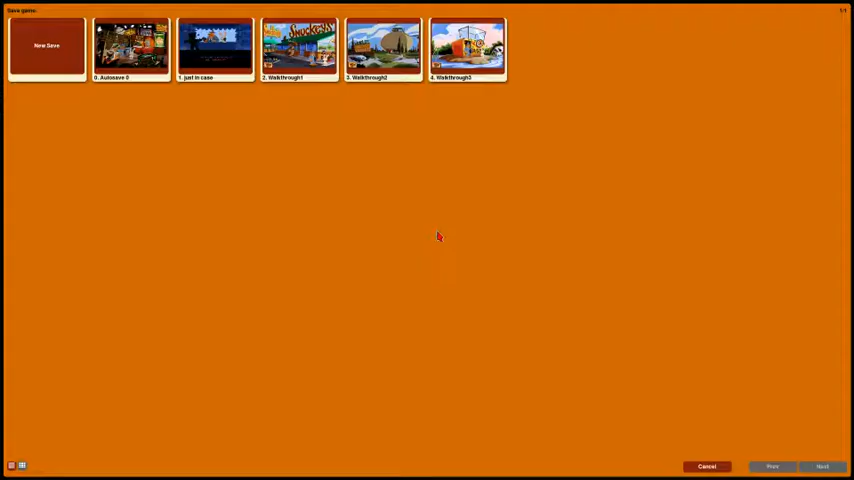 Save game:
1/1
New Save
0. Autosave 0
1. just in case
2. Walkthrough1
3. Walkthrough2
4. Walkthrough3
Snuckey's
Cancel
Prev
Next